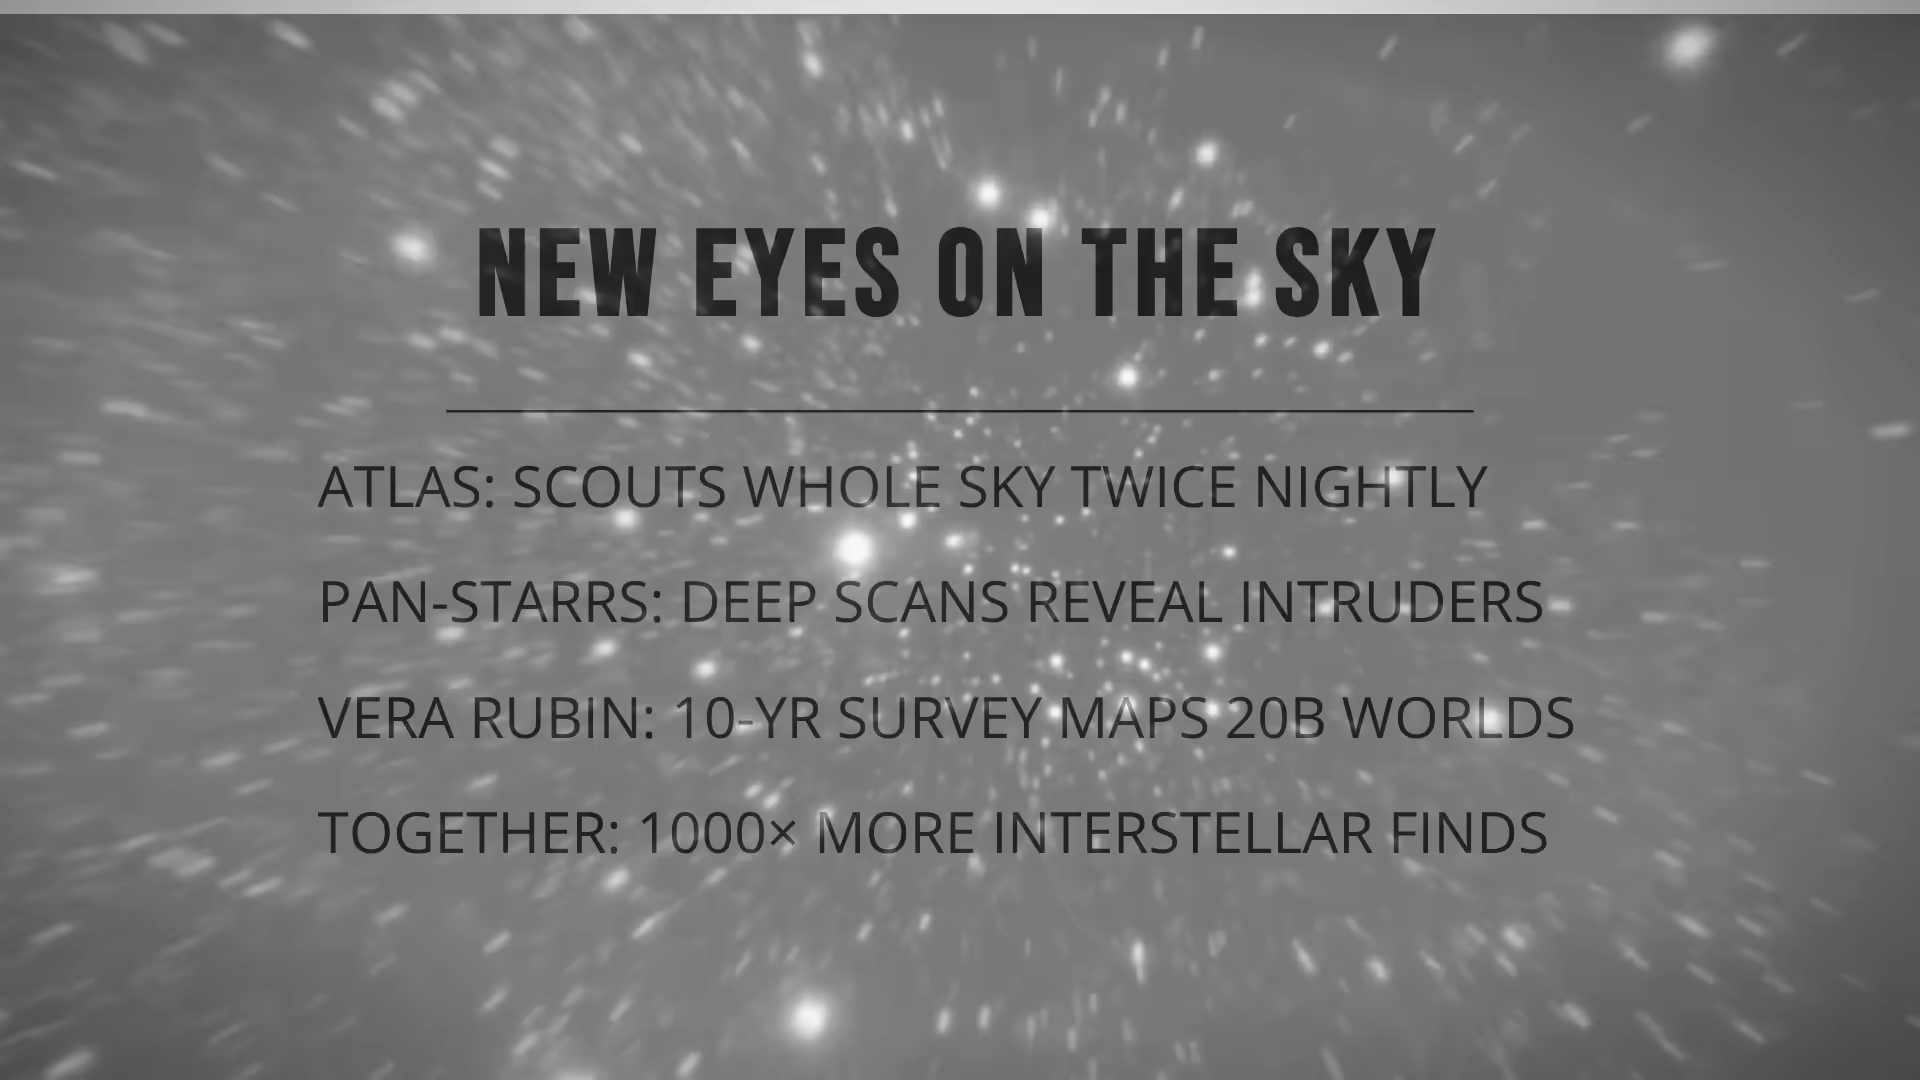 NEW EYES ON THE SKY
ATLAS: SCOUTS WHOLE SKY TWICE NIGHTLY
PAN-STARRS: DEEP SCANS REVEAL INTRUDERS
VERA RUBIN: 10-YR SURVEY MAPS 20B WORLDS
TOGETHER: 1000× MORE INTERSTELLAR FINDS